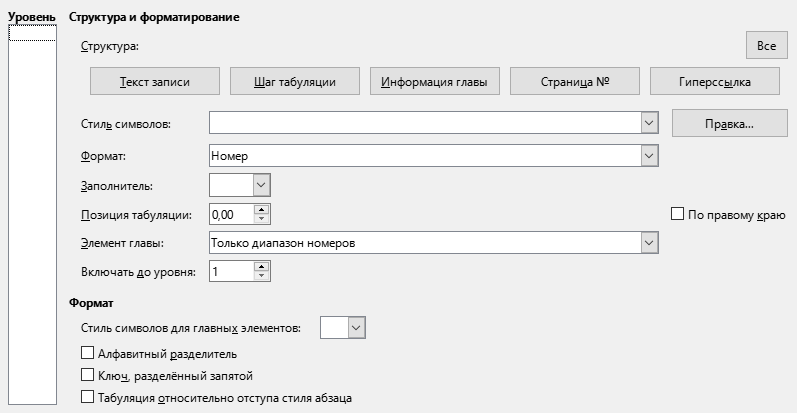 Уровень
Структура и форматирование
Структура:
Все
Текст записи
Шаг табуляции
Информация главы
Страница №
Гиперссылка
Стиль символов:
Правка...
Формат:
Номер
Заполнитель:
Позиция табуляции:
0,00
По правому краю
Элемент главы:
Только диапазон номеров
Включать до уровня:
1
Формат
Стиль символов для главных элементов:
Алфавитный разделитель
Ключ, разделённый запятой
Табуляция относительно отступа стиля абзаца